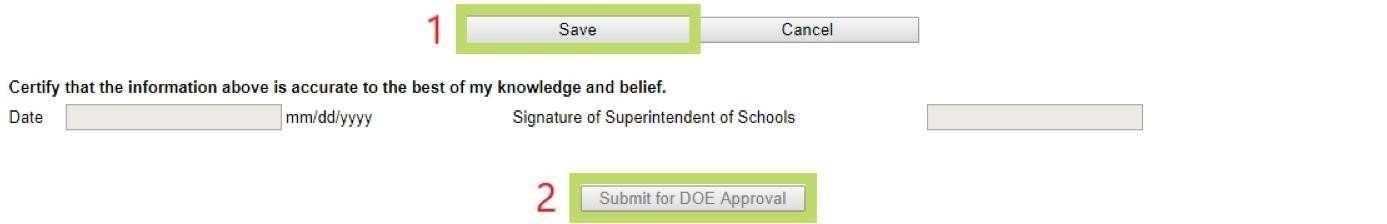 1 Save Cancel
Certify that the information above is accurate to the best of my knowledge and belief.
Date mm/dd/yyyy Signature of Superintendent of Schools
2 Submit for DOE Approval